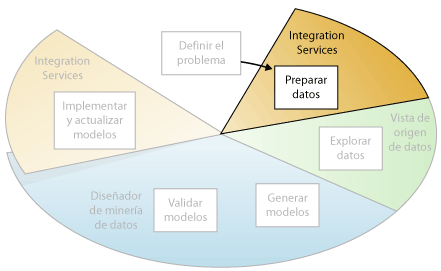 Definir el
problema
Integration
Services
Preparar
datos
Vista de
origen
de datos
Explorar
datos
Generar
modelos
Validar
modelos
Diseñador
de minería
de datos
Integration
Services
Implementar
y actualizar
modelos